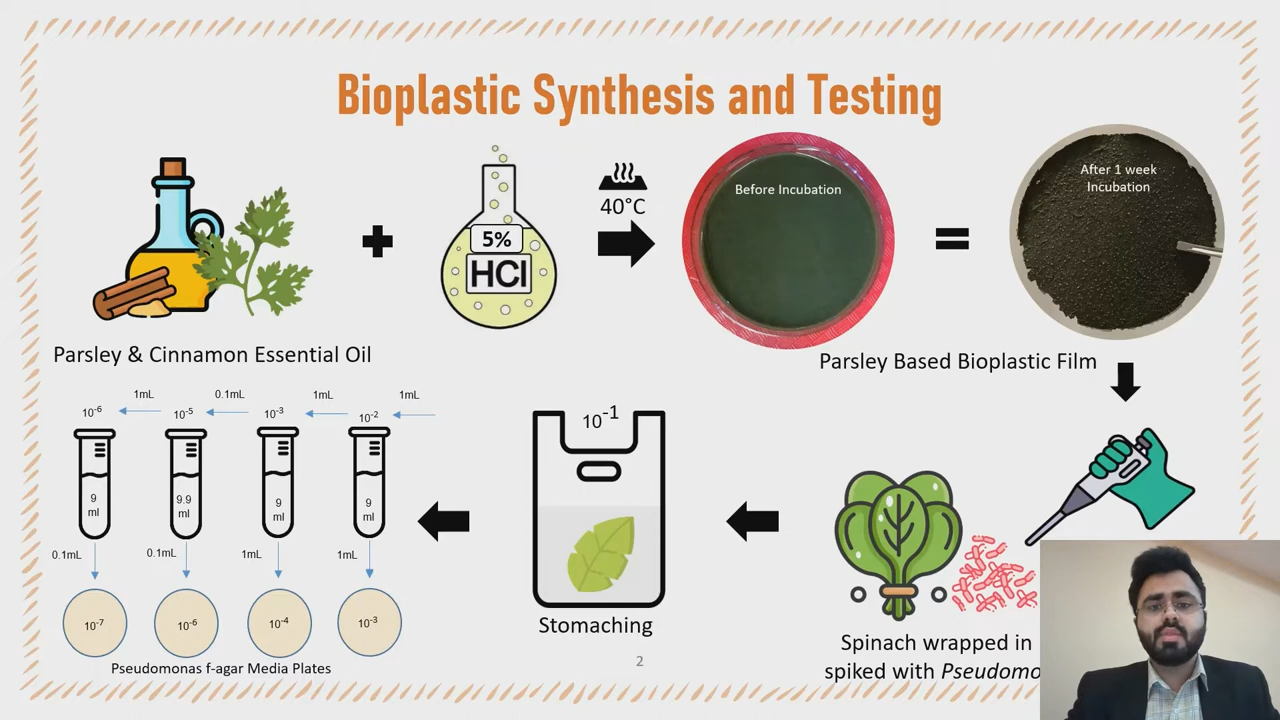 Bioplastic Synthesis and Testing
5%
HCl
40°C
Before Incubation
After 1 week
Incubation
Parsley & Cinnamon Essential Oil
Parsley Based Bioplastic Film
1mL
0.1mL
1mL
1mL
10⁻⁶
10⁻⁵
10⁻³
10⁻²
9
ml
9.9
ml
9
ml
9
ml
0.1mL
0.1mL
1mL
1mL
10⁻⁷
10⁻⁶
10⁻⁴
10⁻³
Pseudomonas f-agar Media Plates
10⁻¹
Stomaching
Spinach wrapped in
spiked with Pseudomo
2